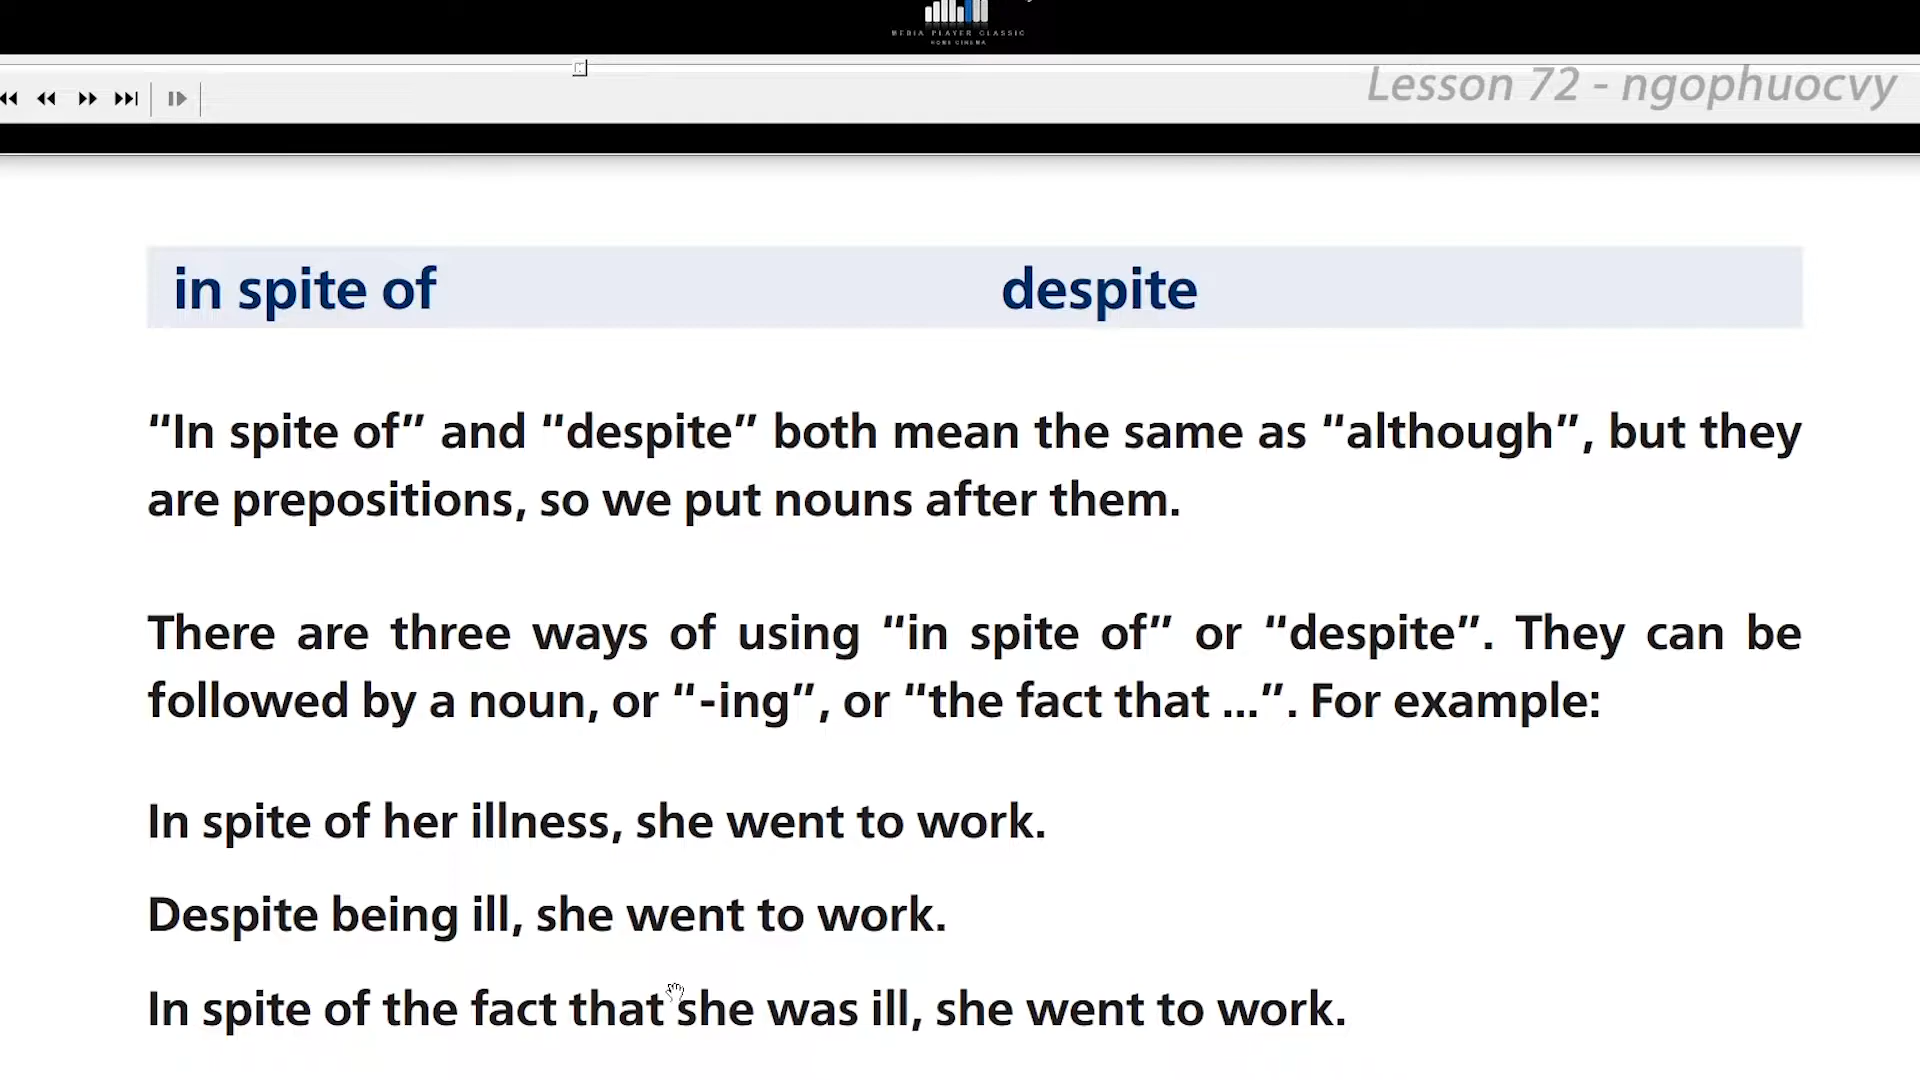 MEDIA PLAYER CLASSIC
HOME CINEMA
Lesson 72 - ngophuocvy
in spite of despite
“In spite of” and “despite” both mean the same as “although”, but they
are prepositions, so we put nouns after them.
There are three ways of using “in spite of” or “despite”. They can be
followed by a noun, or “-ing”, or “the fact that ...”. For example:
In spite of her illness, she went to work.
Despite being ill, she went to work.
In spite of the fact that she was ill, she went to work.